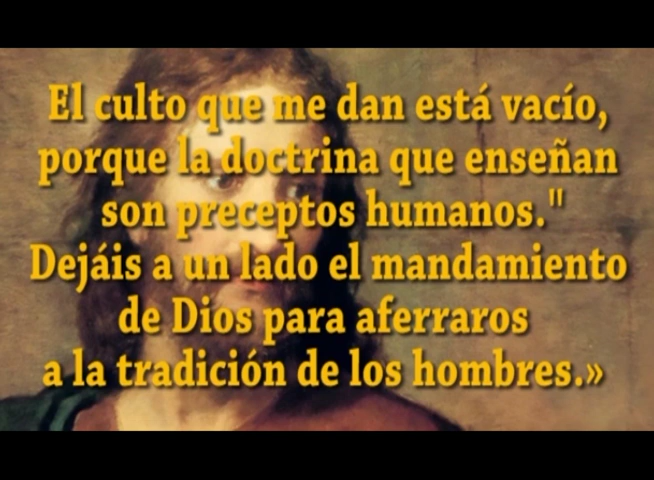 El culto que me dan está vacío,
porque la doctrina que enseñan
son preceptos humanos."
Dejáis a un lado el mandamiento
de Dios para aferraros
a la tradición de los hombres.»